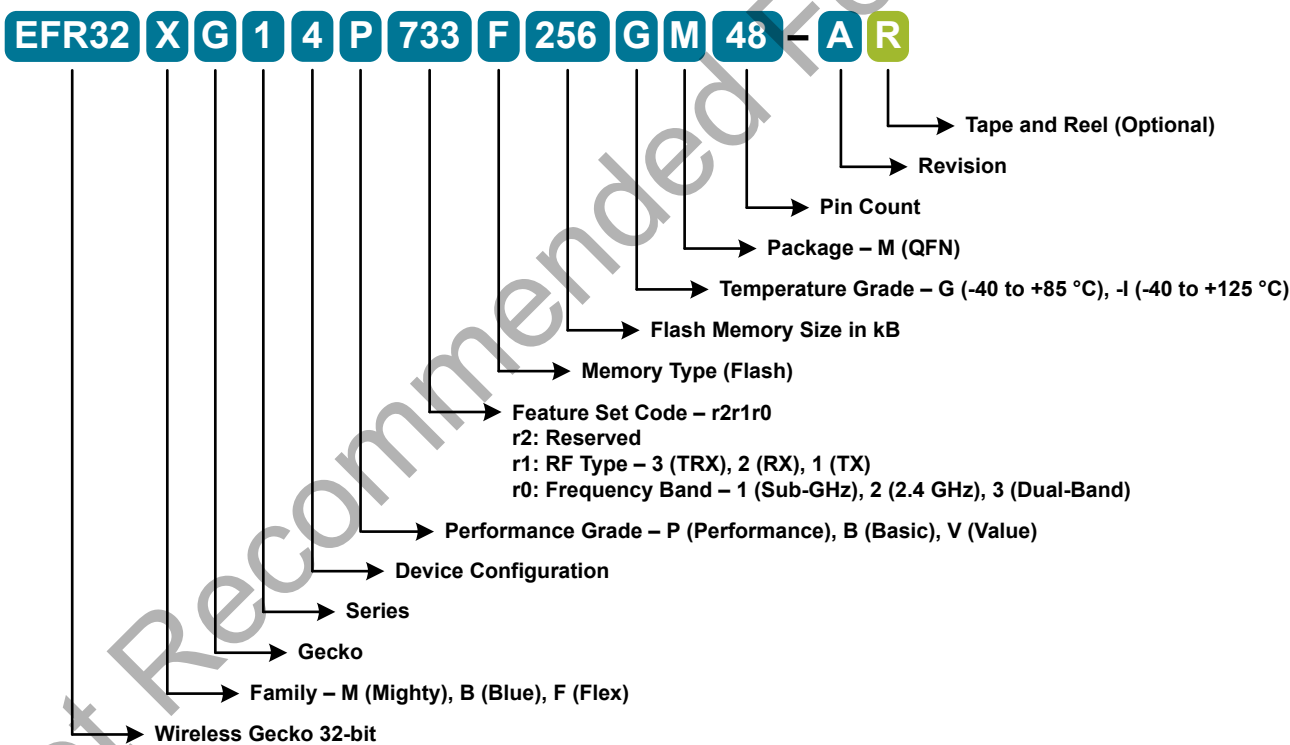 EFR32 X G 1 4 P 733 F 256 G M 48 – A R
Tape and Reel (Optional)
Revision
Pin Count
Package – M (QFN)
Temperature Grade – G (-40 to +85 °C), -I (-40 to +125 °C)
Flash Memory Size in kB
Memory Type (Flash)
Feature Set Code – r2r1r0
r2: Reserved
r1: RF Type – 3 (TRX), 2 (RX), 1 (TX)
r0: Frequency Band – 1 (Sub-GHz), 2 (2.4 GHz), 3 (Dual-Band)
Performance Grade – P (Performance), B (Basic), V (Value)
Device Configuration
Series
Gecko
Family – M (Mighty), B (Blue), F (Flex)
Wireless Gecko 32-bit
Recommended